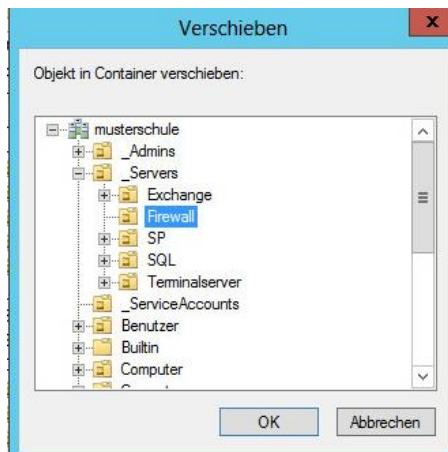 Verschieben
x
Objekt in Container verschieben:
musterschule
_Admins
_Servers
Exchange
Firewall
SP
SQL
Terminalserver
_ServiceAccounts
Benutzer
Builtin
Computer
OK
Abbrechen